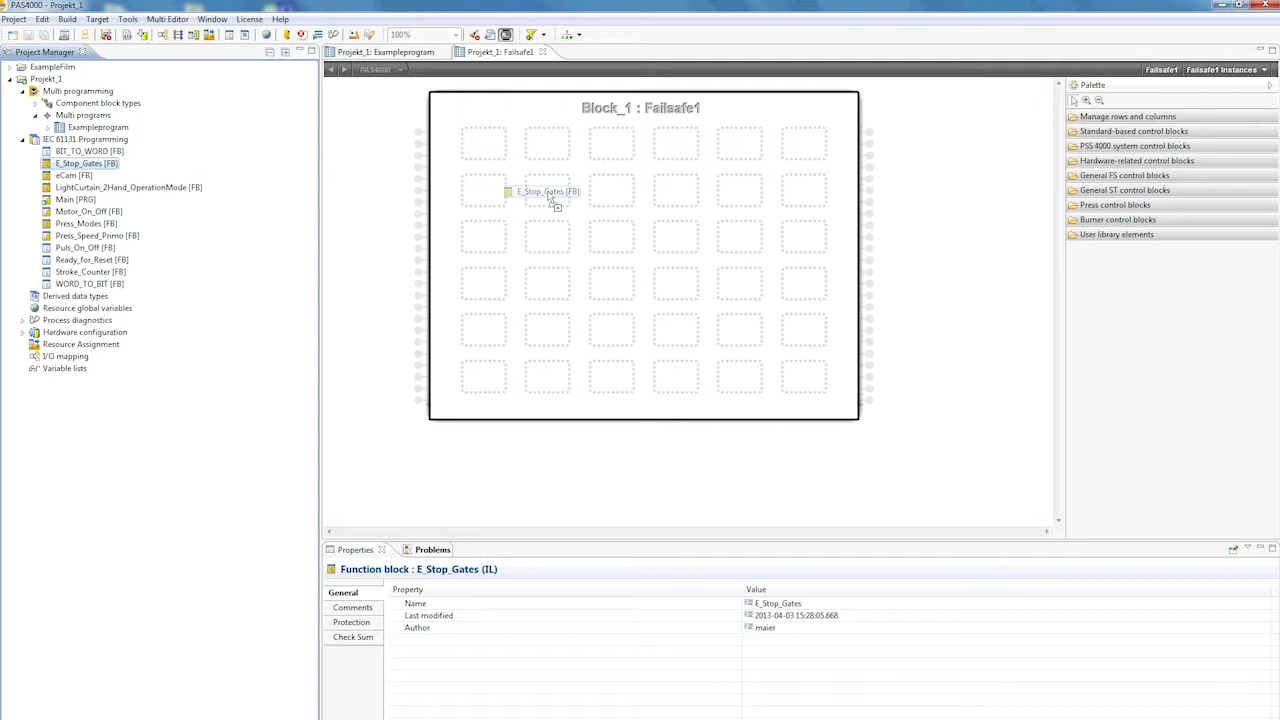 PAS4000 - Projekt_1
Project Edit Build Target Tools Multi Editor Window License Help
100%
Project Manager
Projekt_1: Exampleprogram
Projekt_1: Failsafe1
PAS4000
Failsafe1 Failsafe1 Instances
ExampleFilm
Projekt_1
Multi programming
Component block types
Multi programs
Exampleprogram
IEC 61131 Programming
BIT_TO_WORD [FB]
E_Stop_Gates [FB]
eCam [FB]
LightCurtain_2Hand_OperationMode [FB]
Main [PRG]
Motor_On_Off [FB]
Press_Modes [FB]
Press_Speed_Primo [FB]
Puls_On_Off [FB]
Ready_for_Reset [FB]
Stroke_Counter [FB]
WORD_TO_BIT [FB]
Derived data types
Resource global variables
Process diagnostics
Hardware configuration
Resource Assignment
I/O mapping
Variable lists
Block_1 : Failsafe1
E_Stop_Gates [FB]
Palette
Manage rows and columns
Standard-based control blocks
PSS 4000 system control blocks
Hardware-related control blocks
General FS control blocks
General ST control blocks
Press control blocks
Burner control blocks
User library elements
Properties
Problems
Function block : E_Stop_Gates (IL)
General
Comments
Protection
Check Sum
Property Value
Name E_Stop_Gates
Last modified 2013-04-03 15:28:05.668
Author maier